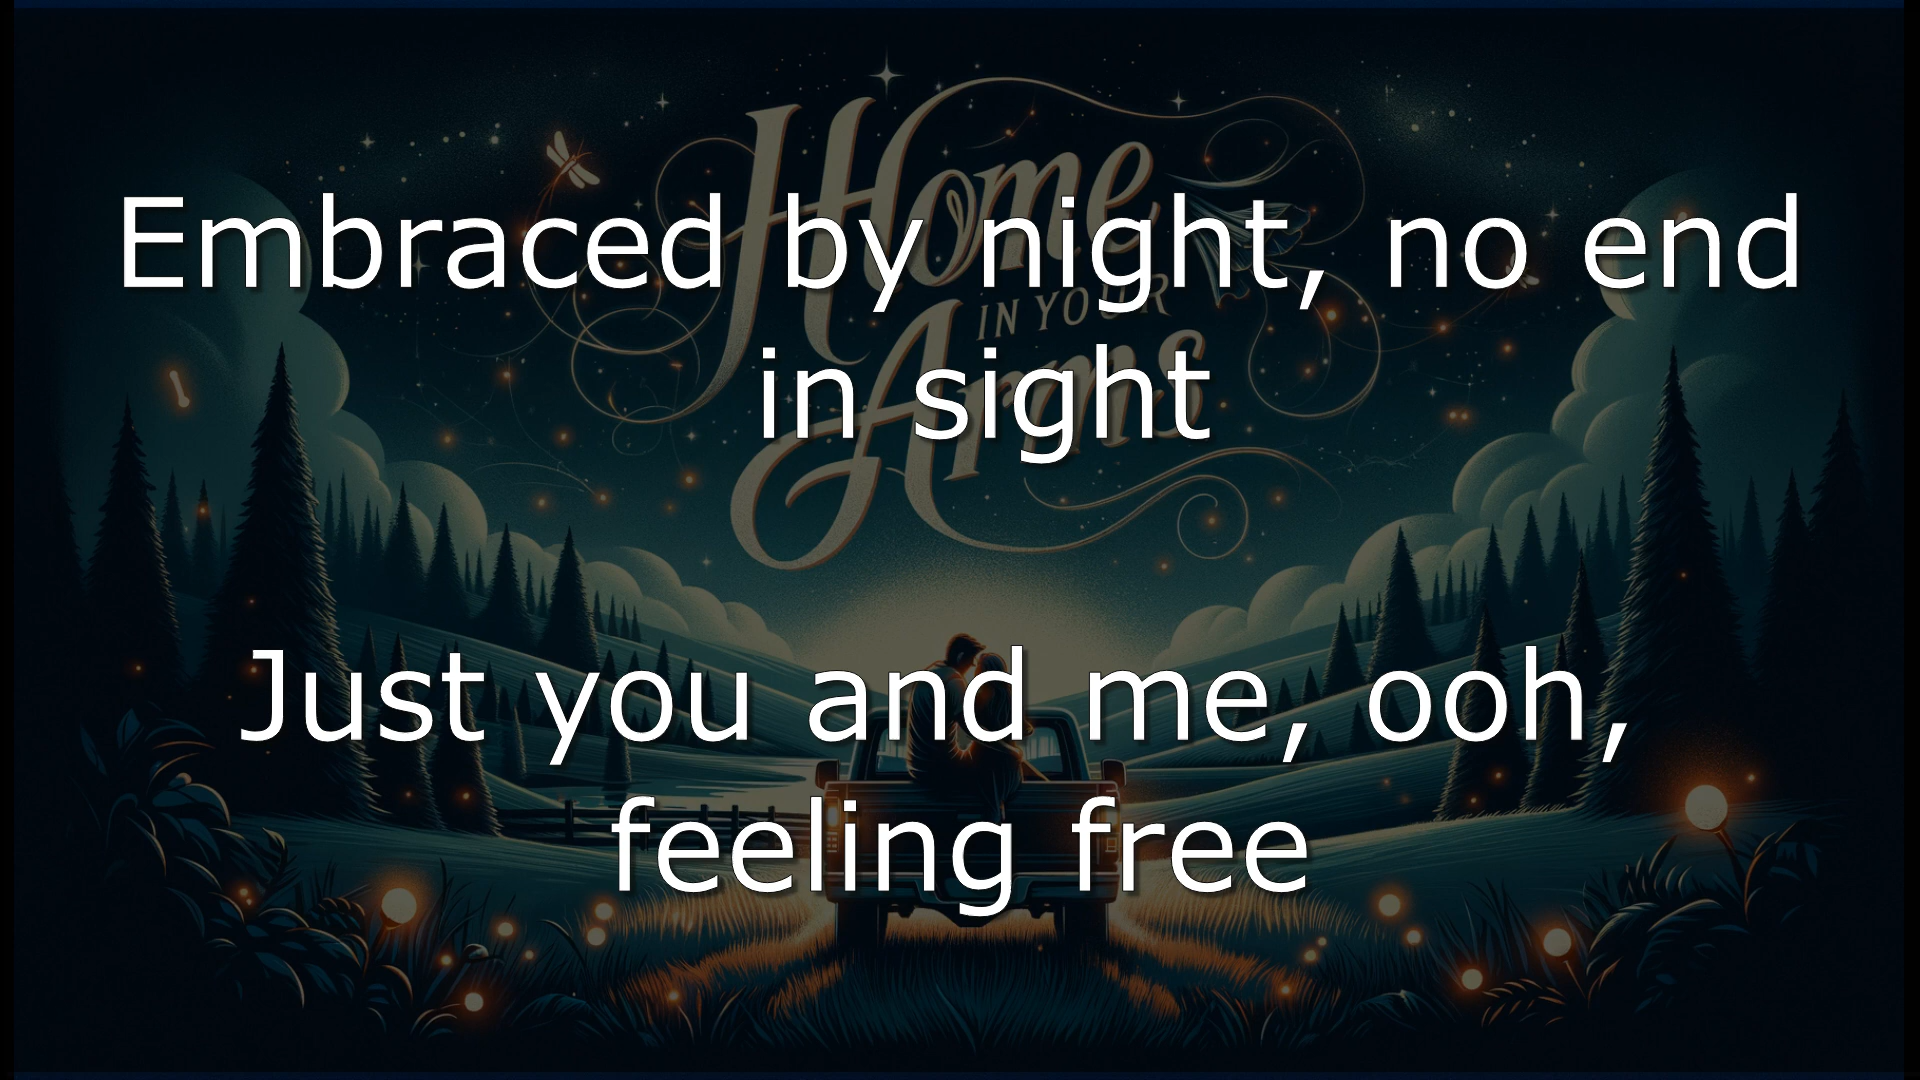 Home
IN YOUR
Arms
Embraced by night, no end
in sight
Just you and me, ooh,
feeling free